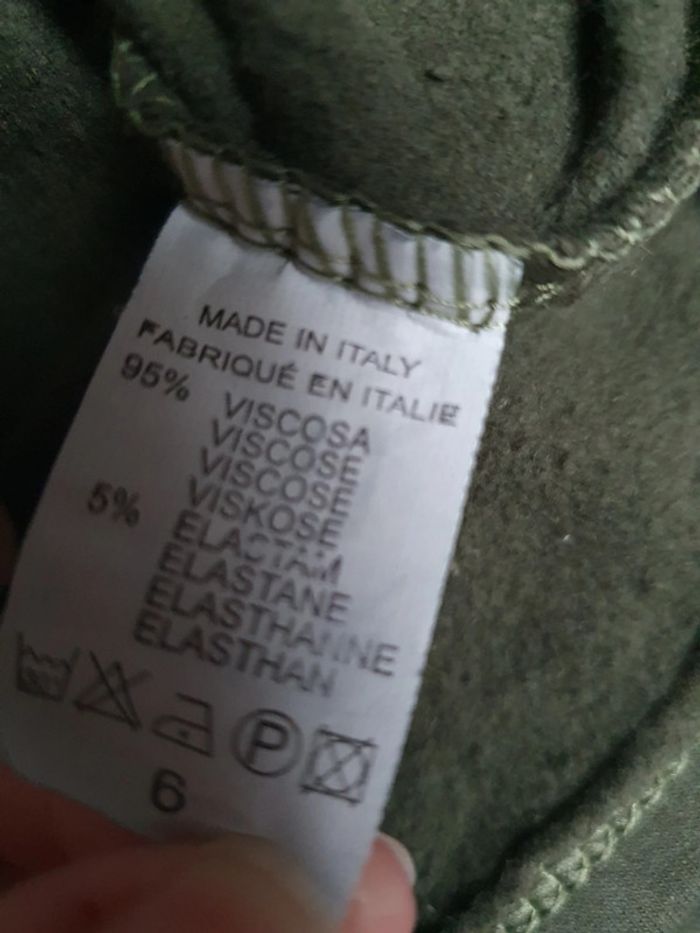 MADE IN ITALY
FABRIQUÉ EN ITALIE
95% VISCOSA
VISCOSE
VISCOSE
VISKOSE
5% ELASTAM
ELASTANE
ELASTHANNE
ELASTHAN
P
6